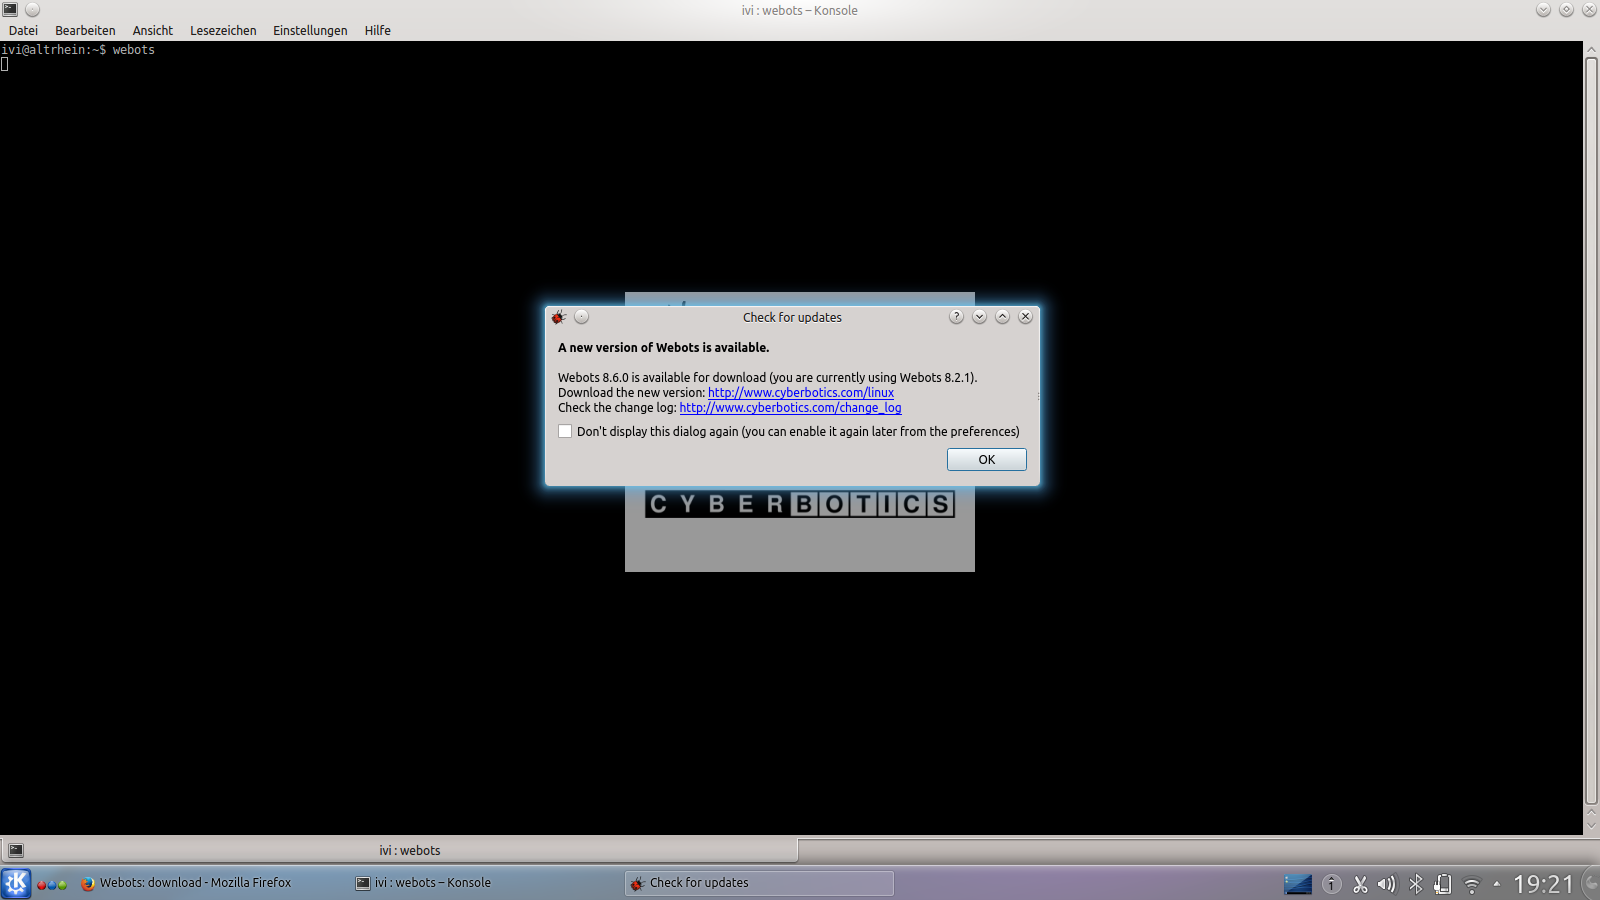 ivi : webots – Konsole
Datei Bearbeiten Ansicht Lesezeichen Einstellungen Hilfe
ivi@altrhein:~$ webots
Check for updates
A new version of Webots is available.
Webots 8.6.0 is available for download (you are currently using Webots 8.2.1).
Download the new version: http://www.cyberbotics.com/linux
Check the change log: http://www.cyberbotics.com/change_log
Don't display this dialog again (you can enable it again later from the preferences)
OK
CYBERBOTICS
ivi : webots
Webots: download - Mozilla Firefox
ivi : webots – Konsole
Check for updates
19:21